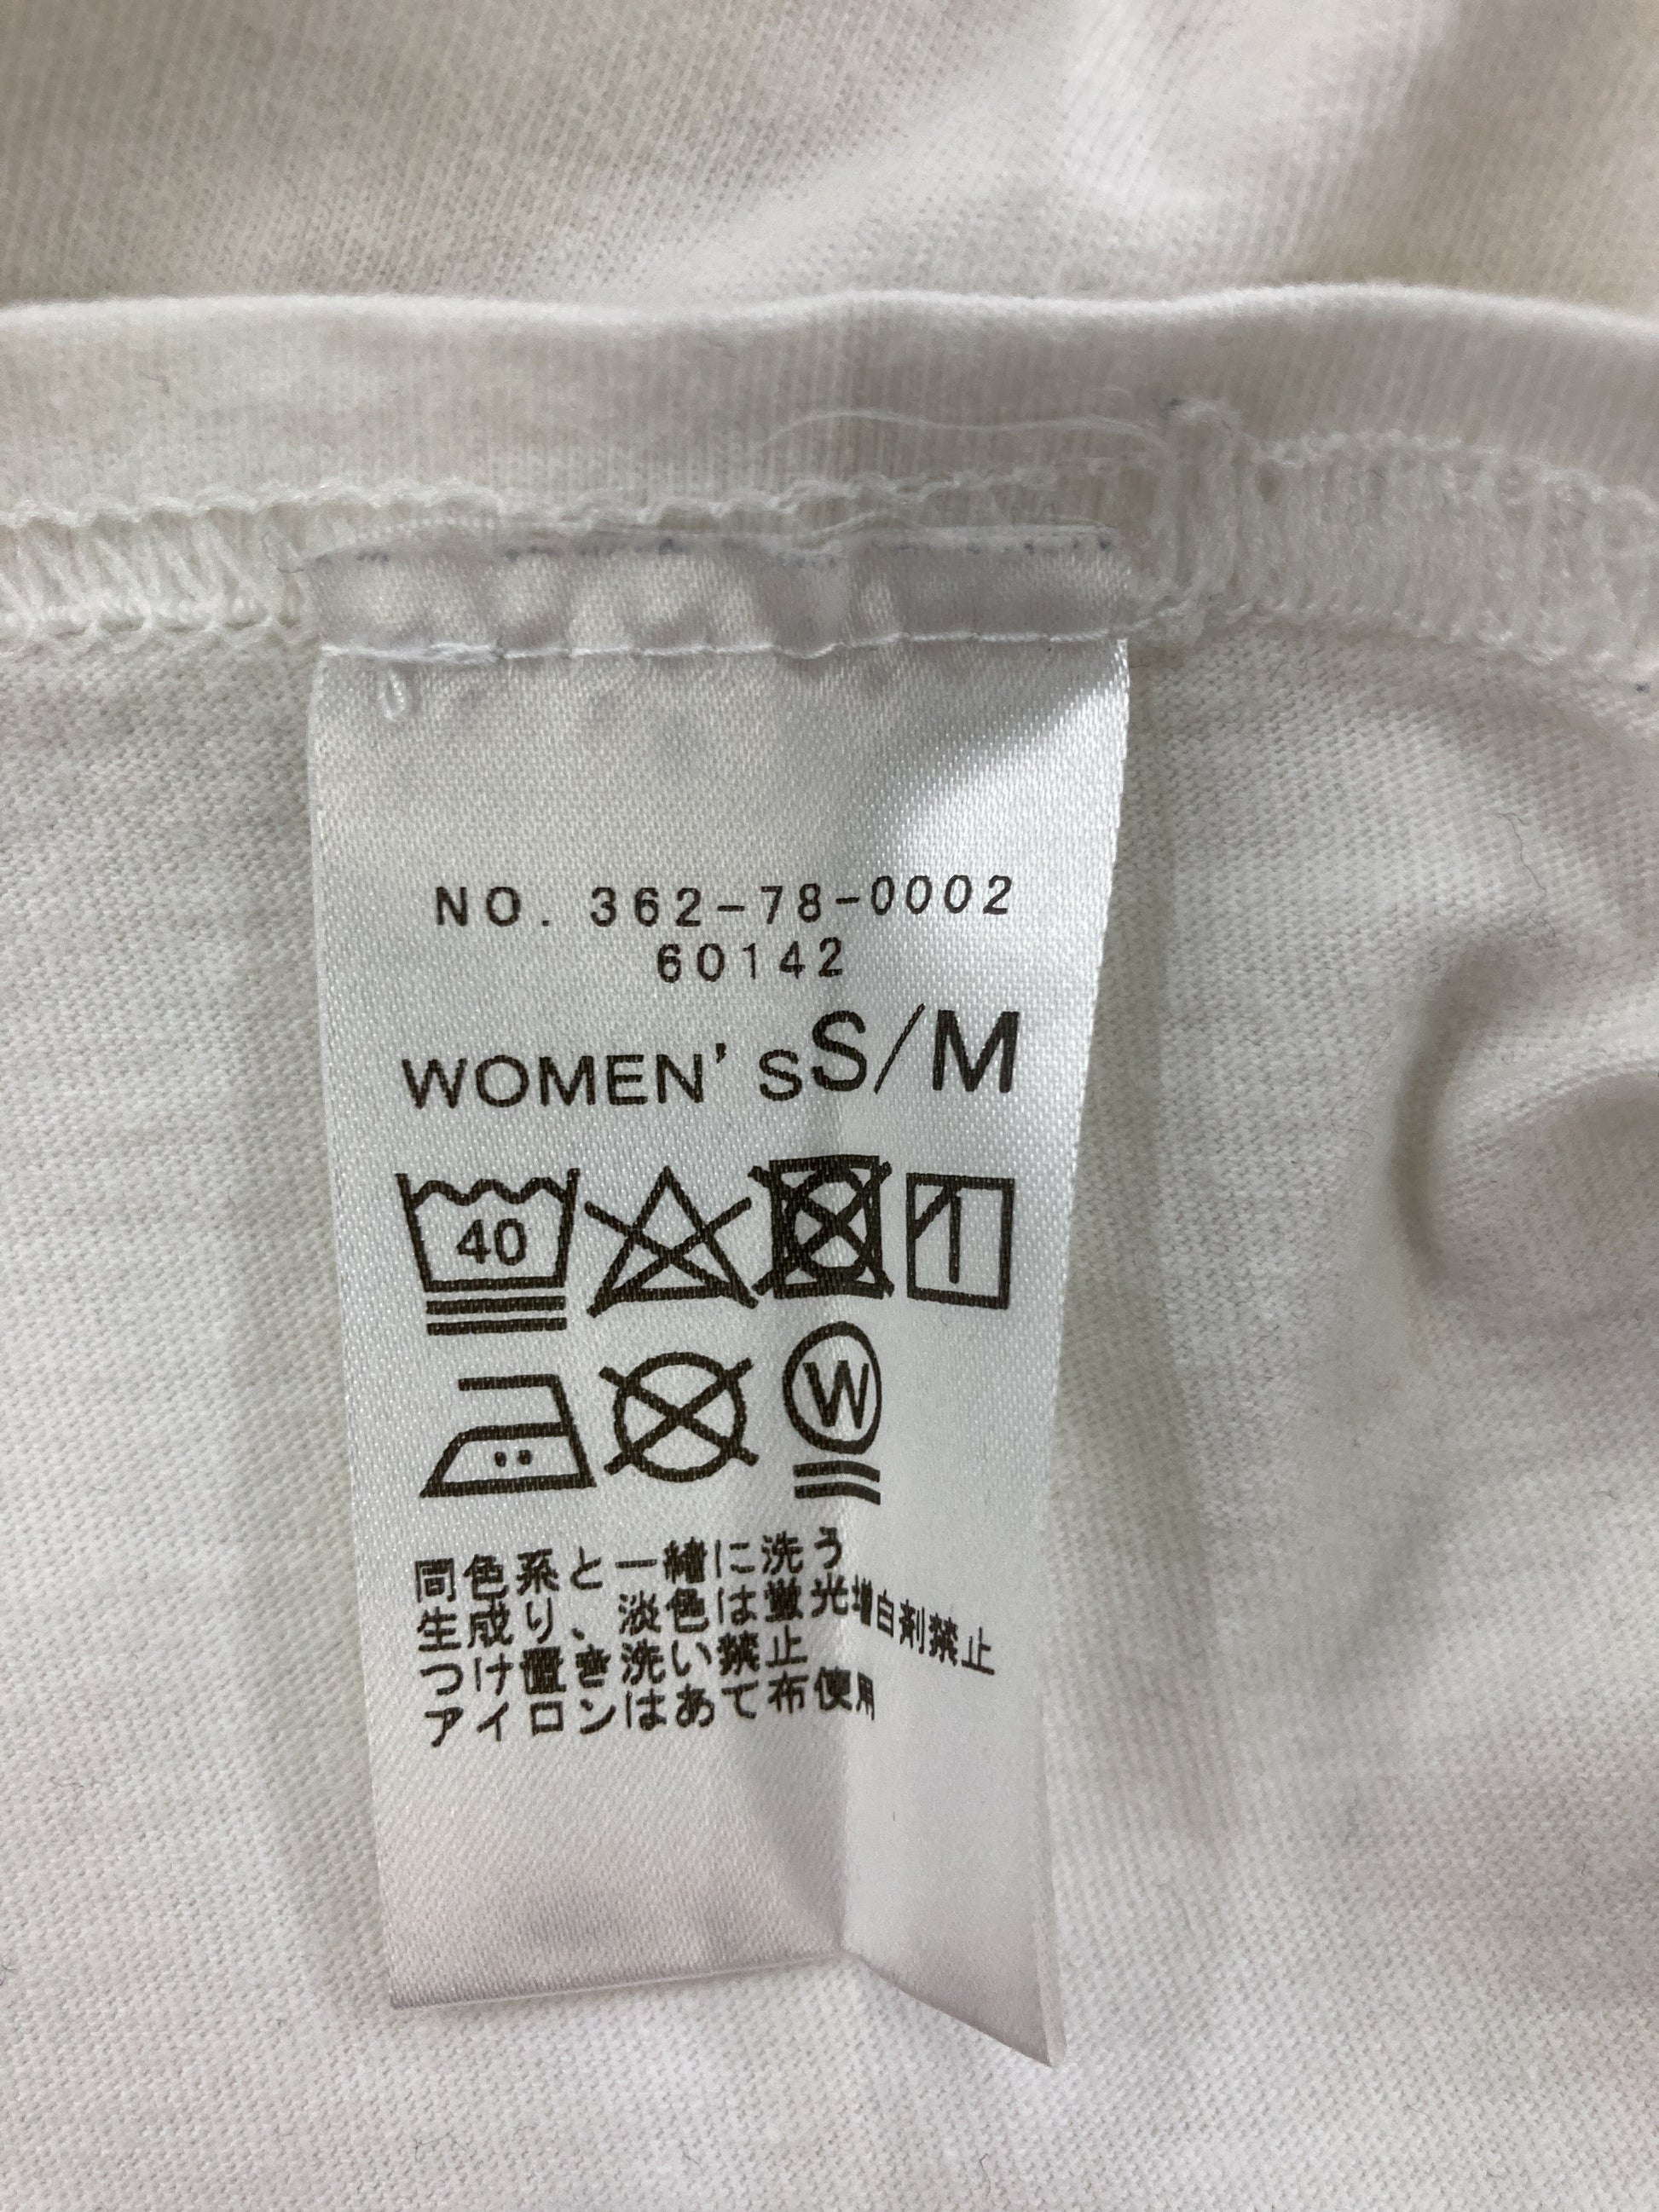 NO. 362-78-0002
60142
WOMEN'S S/M
40
W
同色系と一緒に洗う
生成り、淡色は蛍光増白剤禁止
つけ置き洗い禁止
アイロンはあて布使用